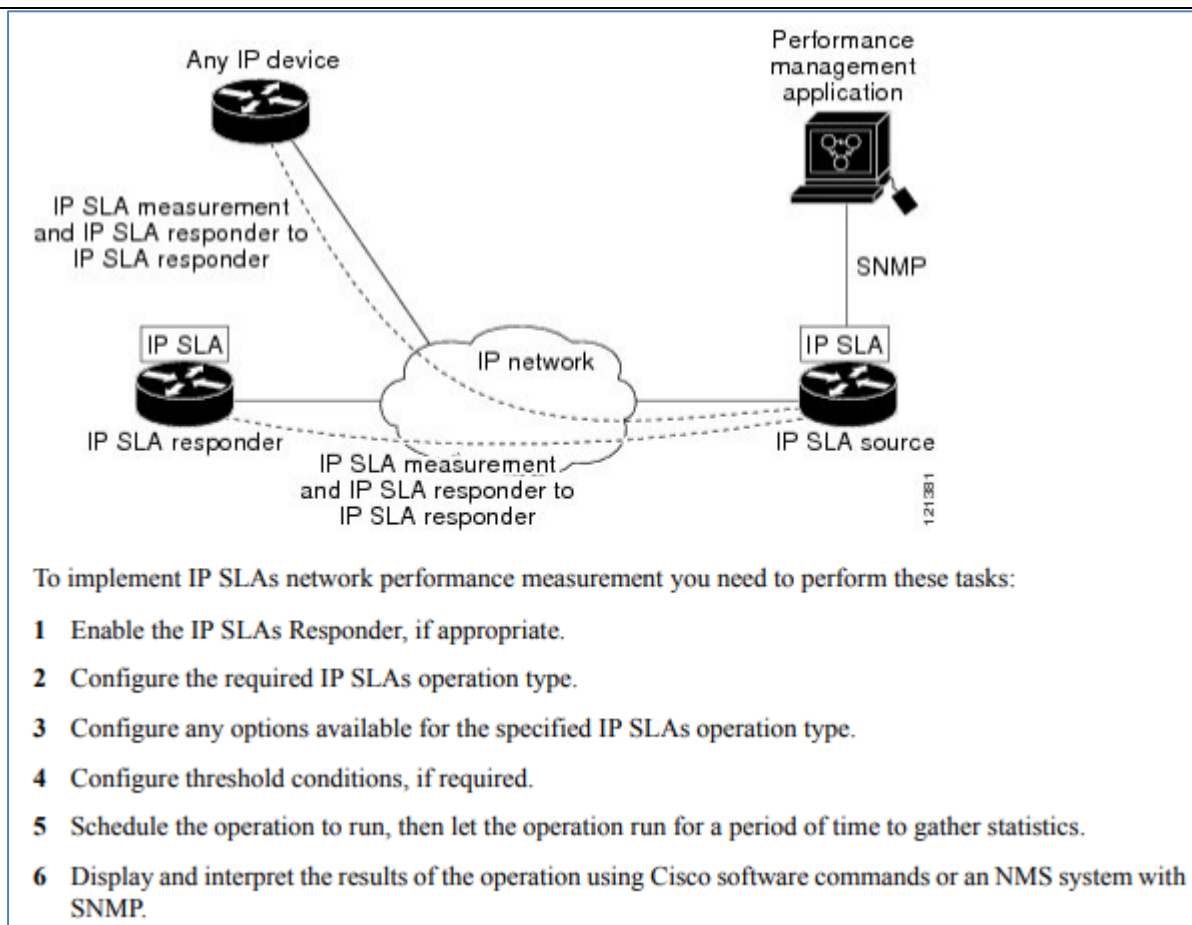 Any IP device
Performance
management
application
IP SLA measurement
and IP SLA responder to
IP SLA responder
SNMP
IP SLA
IP network
IP SLA
IP SLA responder
IP SLA source
IP SLA measurement
and IP SLA responder to
IP SLA responder
121381
To implement IP SLAs network performance measurement you need to perform these tasks:
1 Enable the IP SLAs Responder, if appropriate.
2 Configure the required IP SLAs operation type.
3 Configure any options available for the specified IP SLAs operation type.
4 Configure threshold conditions, if required.
5 Schedule the operation to run, then let the operation run for a period of time to gather statistics.
6 Display and interpret the results of the operation using Cisco software commands or an NMS system with
SNMP.